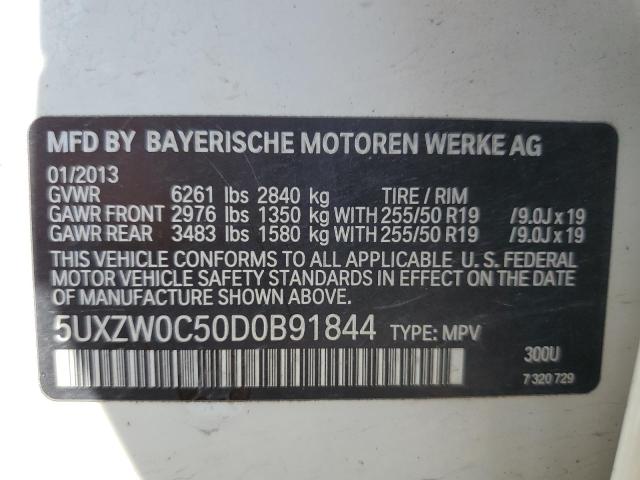 MFD BY BAYERISCHE MOTOREN WERKE AG
01/2013
GVWR 6261 lbs 2840 kg TIRE / RIM
GAWR FRONT 2976 lbs 1350 kg WITH 255/50 R19 /9.0J x 19
GAWR REAR 3483 lbs 1580 kg WITH 255/50 R19 /9.0J x 19
THIS VEHICLE CONFORMS TO ALL APPLICABLE U. S. FEDERAL
MOTOR VEHICLE SAFETY STANDARDS IN EFFECT ON THE DATE
OF MANUFACTURE SHOWN ABOVE.
5UXZW0C50D0B91844 TYPE: MPV
300U
7 320 729